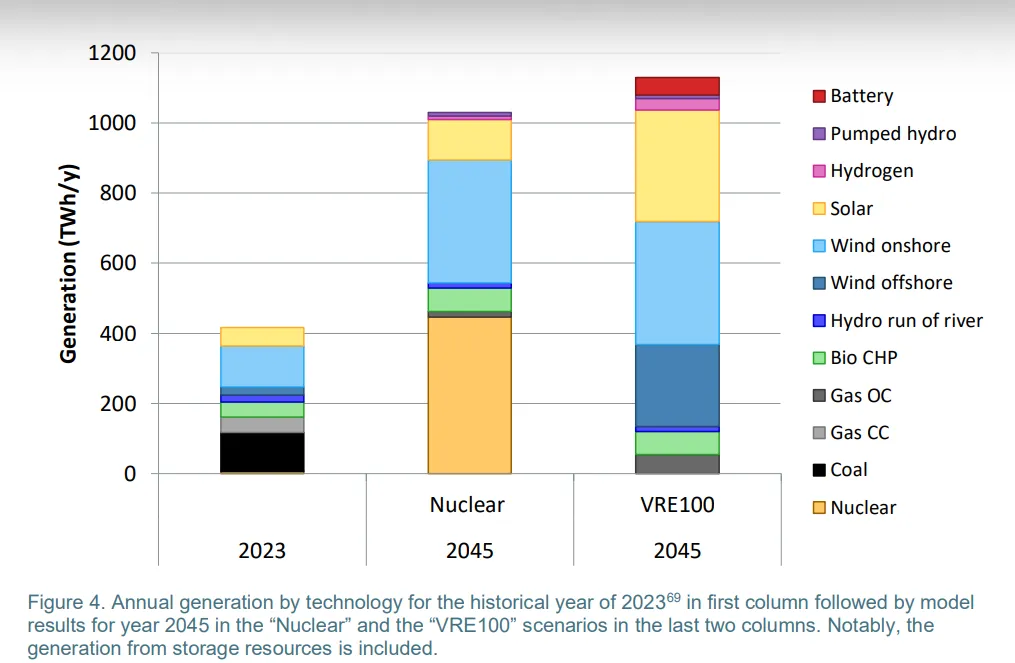 1200
1000
800
600
400
200
0
Generation (TWh/y)
Nuclear
VRE100
2023
2045
2045
Battery
Pumped hydro
Hydrogen
Solar
Wind onshore
Wind offshore
Hydro run of river
Bio CHP
Gas OC
Gas CC
Coal
Nuclear
Figure 4. Annual generation by technology for the historical year of 2023⁶⁹ in first column followed by model
results for year 2045 in the “Nuclear” and the “VRE100” scenarios in the last two columns. Notably, the
generation from storage resources is included.